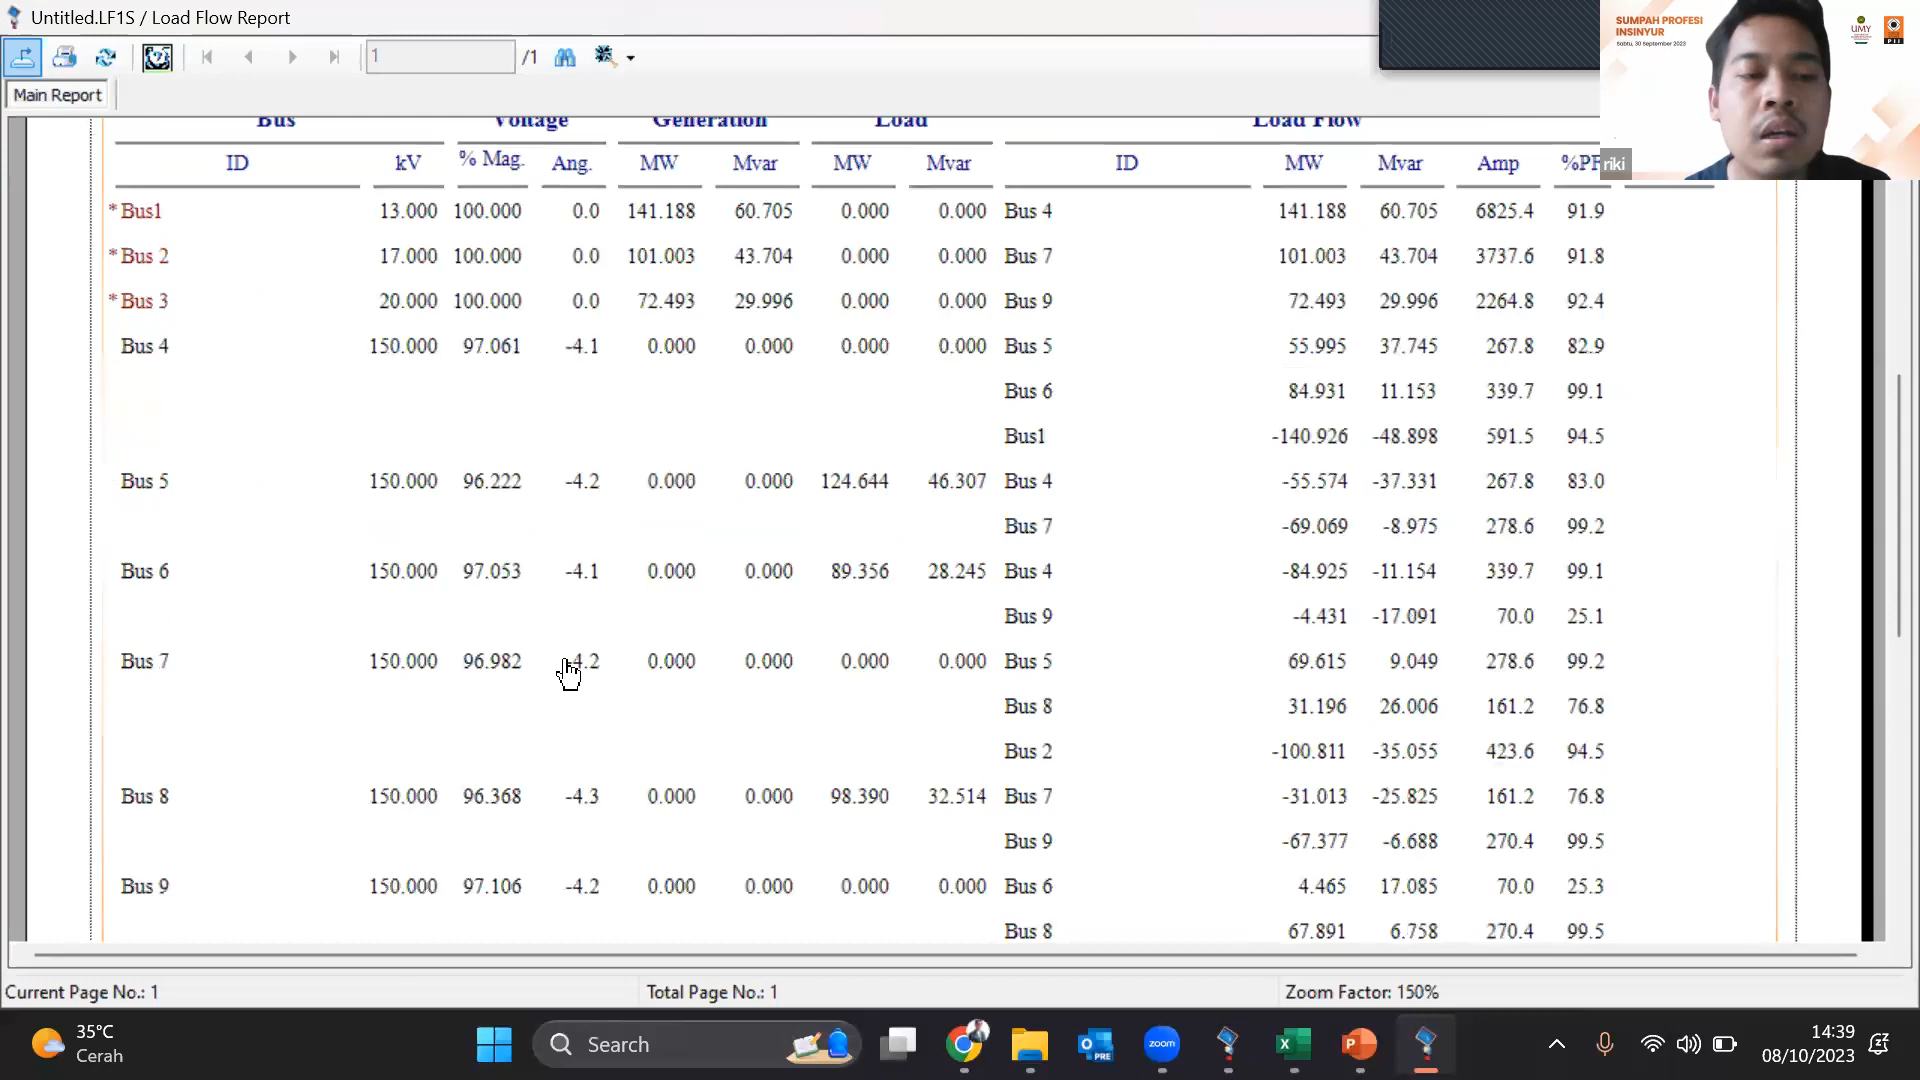 Untitled.LF1S / Load Flow Report
1 /1
Main Report
SUMPAH PROFESI
INSINYUR
Sabtu, 30 September 2023
UMY
PII
riki
Bus Voltage Generation Load Load Flow
ID kV % Mag. Ang. MW Mvar MW Mvar ID MW Mvar Amp %PF
* Bus1 13.000 100.000 0.0 141.188 60.705 0.000 0.000 Bus 4 141.188 60.705 6825.4 91.9
* Bus 2 17.000 100.000 0.0 101.003 43.704 0.000 0.000 Bus 7 101.003 43.704 3737.6 91.8
* Bus 3 20.000 100.000 0.0 72.493 29.996 0.000 0.000 Bus 9 72.493 29.996 2264.8 92.4
Bus 4 150.000 97.061 -4.1 0.000 0.000 0.000 0.000 Bus 5 55.995 37.745 267.8 82.9
Bus 6 84.931 11.153 339.7 99.1
Bus1 -140.926 -48.898 591.5 94.5
Bus 5 150.000 96.222 -4.2 0.000 0.000 124.644 46.307 Bus 4 -55.574 -37.331 267.8 83.0
Bus 7 -69.069 -8.975 278.6 99.2
Bus 6 150.000 97.053 -4.1 0.000 0.000 89.356 28.245 Bus 4 -84.925 -11.154 339.7 99.1
Bus 9 -4.431 -17.091 70.0 25.1
Bus 7 150.000 96.982 -4.2 0.000 0.000 0.000 0.000 Bus 5 69.615 9.049 278.6 99.2
Bus 8 31.196 26.006 161.2 76.8
Bus 2 -100.811 -35.055 423.6 94.5
Bus 8 150.000 96.368 -4.3 0.000 0.000 98.390 32.514 Bus 7 -31.013 -25.825 161.2 76.8
Bus 9 -67.377 -6.688 270.4 99.5
Bus 9 150.000 97.106 -4.2 0.000 0.000 0.000 0.000 Bus 6 4.465 17.085 70.0 25.3
Bus 8 67.891 6.758 270.4 99.5
Current Page No.: 1 Total Page No.: 1 Zoom Factor: 150%
35°C
Cerah
Search
PRE
zoom
14:39
08/10/2023